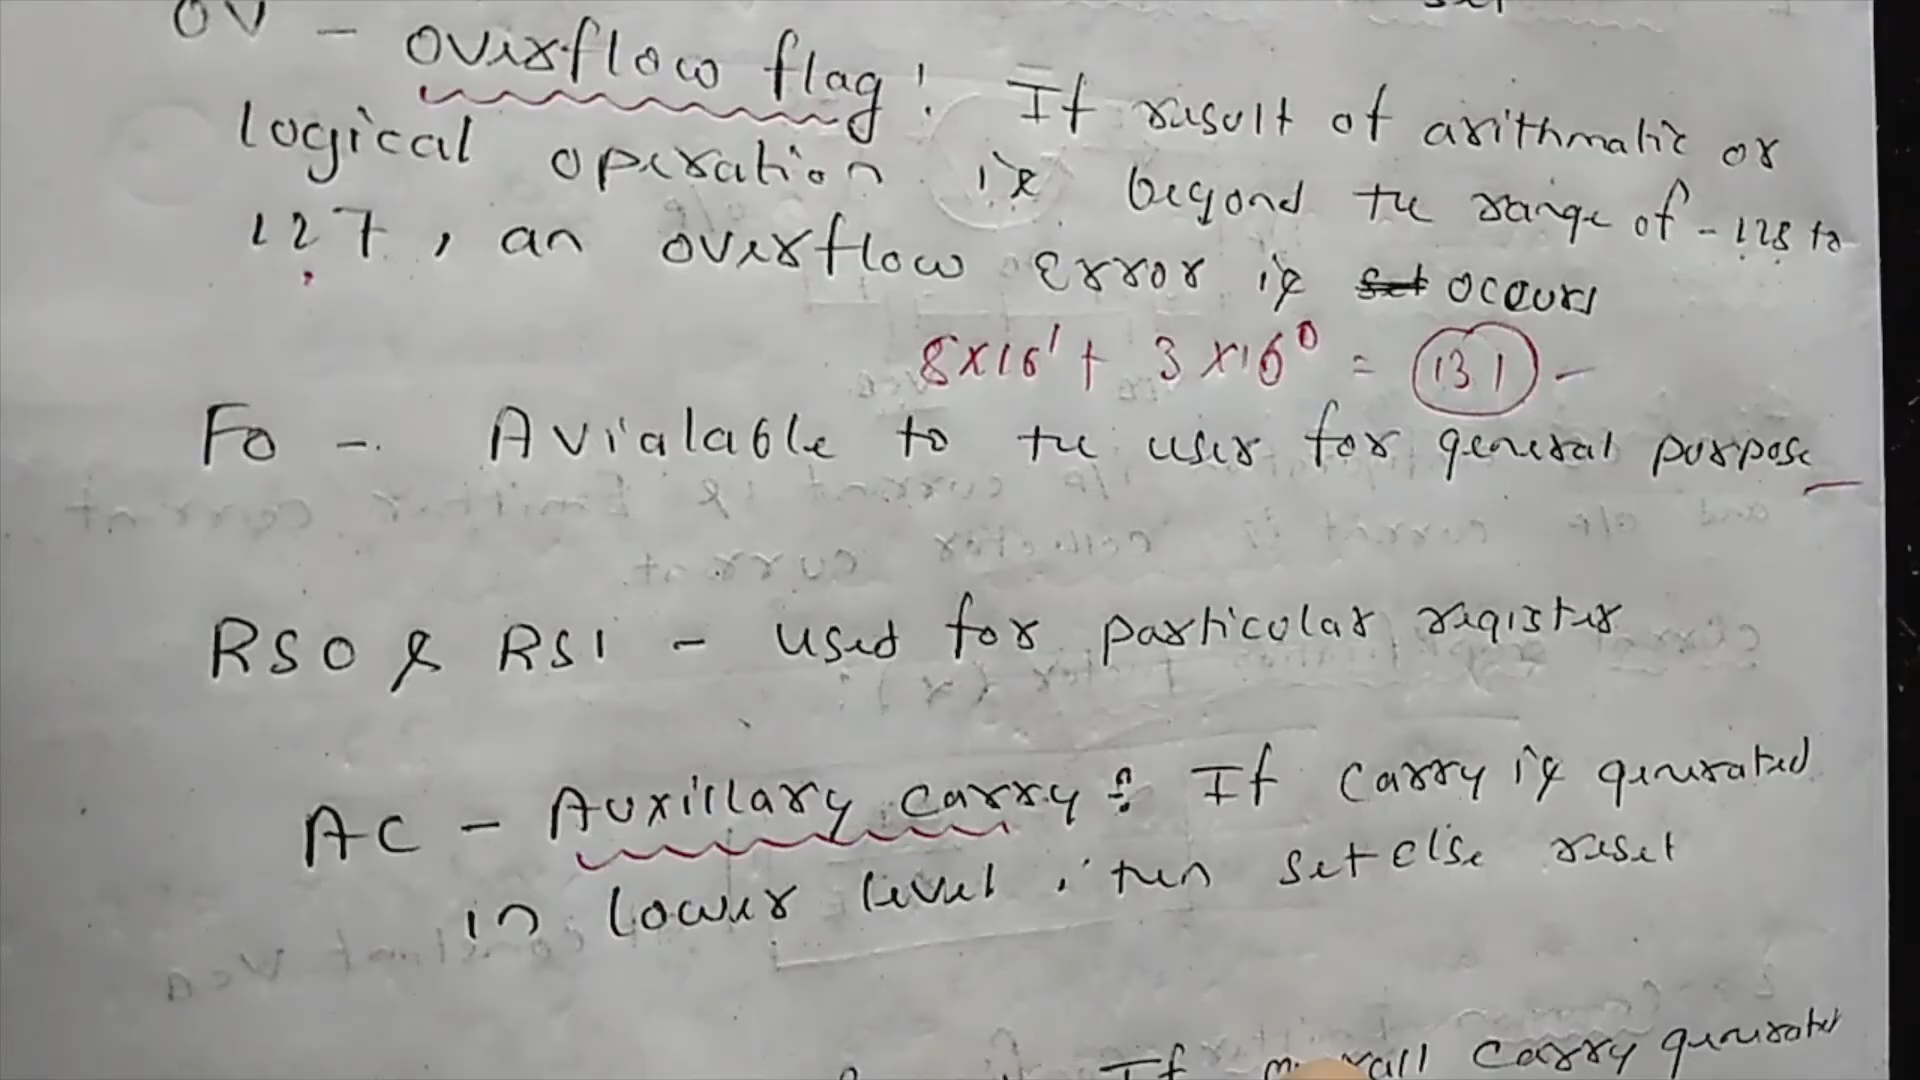 OV - overflow flag: If result of arithmatic or
logical operation is beyond the range of -128 to
127, an overflow error is set occurs
8x16¹ + 3x16⁰ = 131 -
F0 - Avialable to the user for general purpose
RS0 & RS1 - used for particular register
AC - Auxillary carry: If carry is generated
in lower level, then set else reset
If overall carry generated